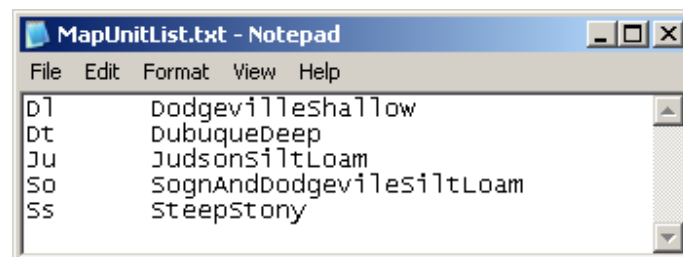 MapUnitList.txt - Notepad
File Edit Format View Help
Dl DodgevilleShallow
Dt DubuqueDeep
Ju JudsonSiltLoam
So SognAndDodgevileSiltLoam
Ss SteepStony